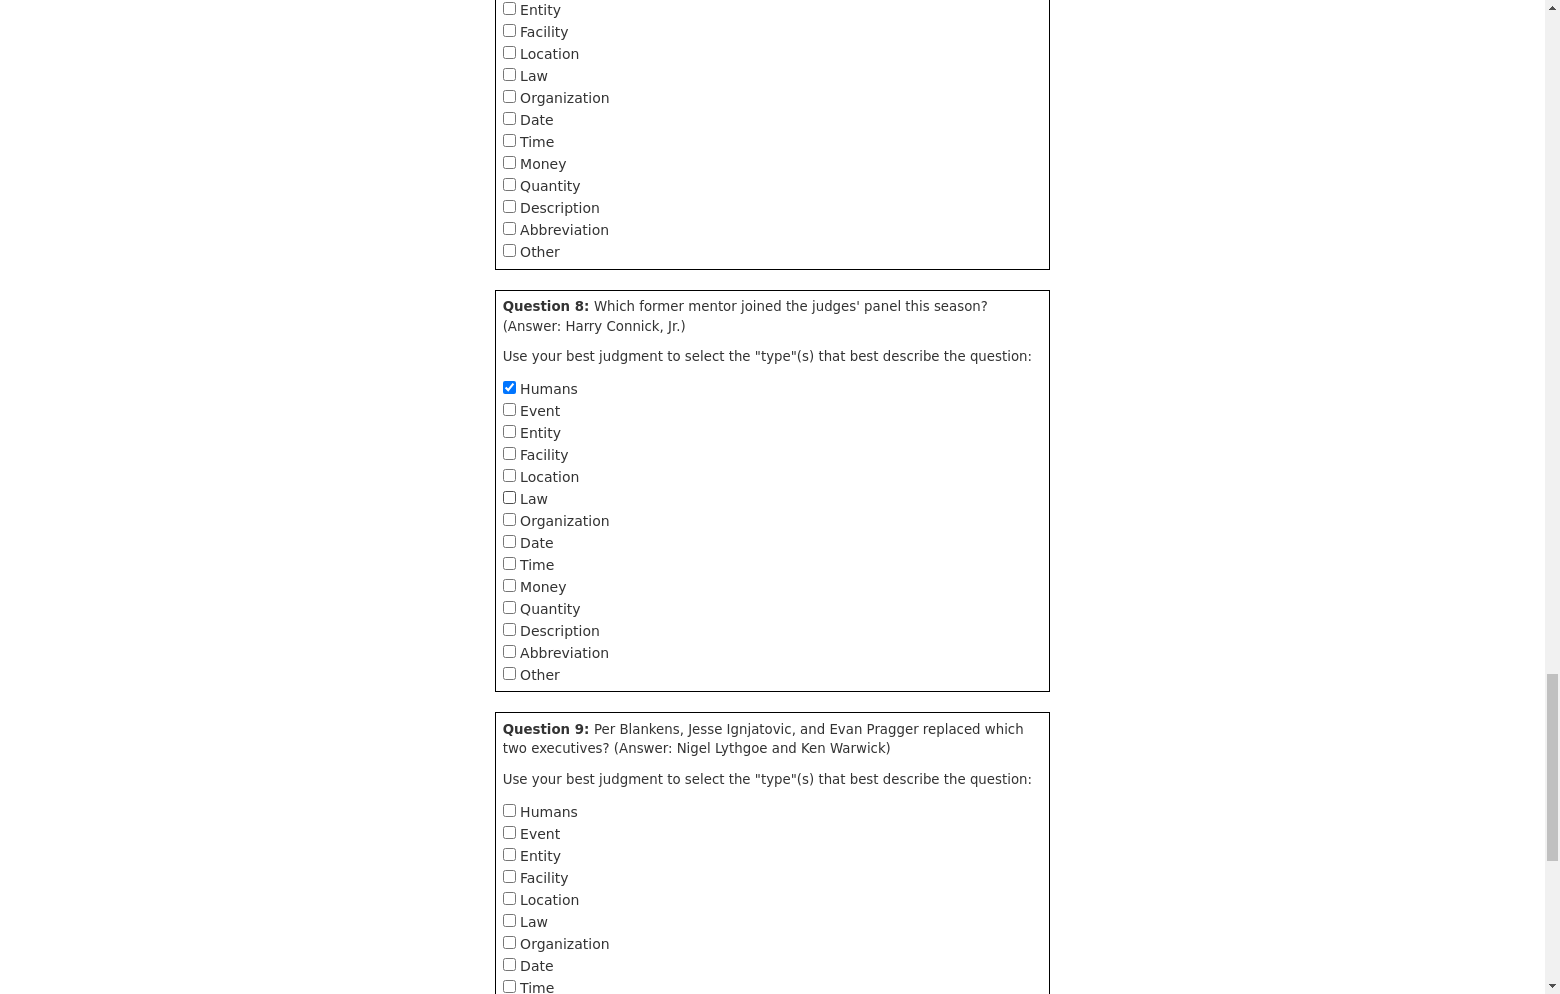 Entity
Facility
Location
Law
Organization
Date
Time
Money
Quantity
Description
Abbreviation
Other
Question 8: Which former mentor joined the judges' panel this season?
(Answer: Harry Connick, Jr.)
Use your best judgment to select the "type"(s) that best describe the question:
Humans
Event
Entity
Facility
Location
Law
Organization
Date
Time
Money
Quantity
Description
Abbreviation
Other
Question 9: Per Blankens, Jesse Ignjatovic, and Evan Pragger replaced which
two executives? (Answer: Nigel Lythgoe and Ken Warwick)
Use your best judgment to select the "type"(s) that best describe the question:
Humans
Event
Entity
Facility
Location
Law
Organization
Date
Time